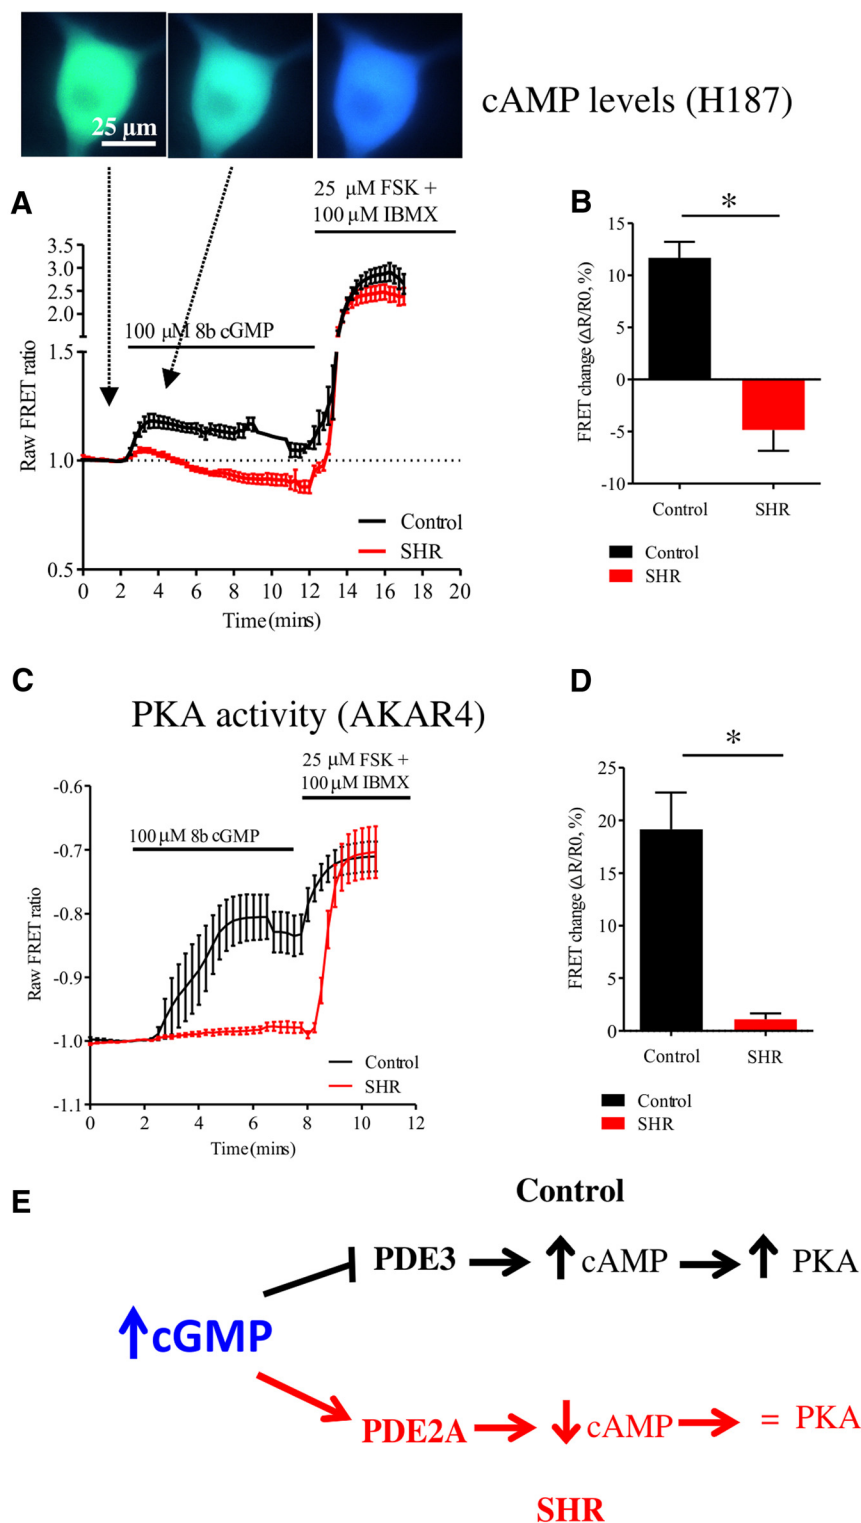 25 μm
cAMP levels (H187)
A
25 μM FSK +
100 μM IBMX
3.5
3.0
2.5
2.0
1.5
1.0
0.5
Raw FRET ratio
100 μM 8b cGMP
Control
SHR
0 2 4 6 8 10 12 14 16 18 20
Time (mins)
B
*
15
10
5
0
-5
-10
FRET change (ΔR/R0, %)
Control SHR
Control
SHR
C
PKA activity (AKAR4)
25 μM FSK +
100 μM IBMX
100 μM 8b cGMP
-0.6
-0.7
-0.8
-0.9
-1.0
-1.1
Raw FRET ratio
Control
SHR
0 2 4 6 8 10 12
Time (mins)
D
*
25
20
15
10
5
0
FRET change (ΔR/R0, %)
Control SHR
Control
SHR
E
Control
PDE3 → ↑ cAMP → ↑ PKA
↑cGMP
PDE2A → ↓ cAMP → = PKA
SHR